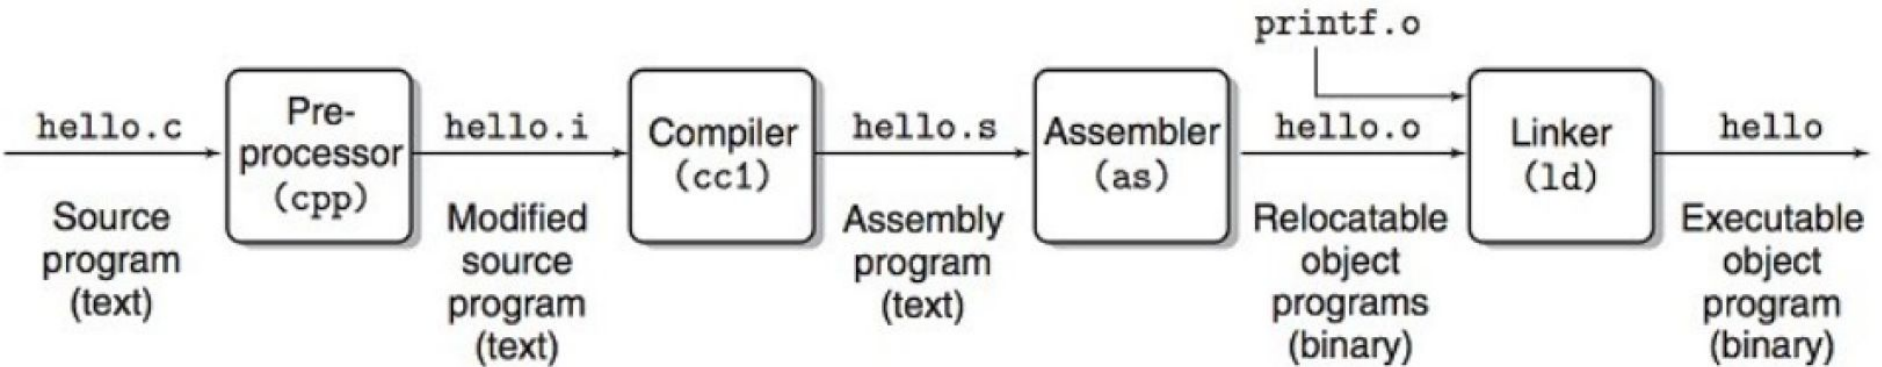 printf.o
hello.c
Pre-
processor
(cpp)
hello.i
Compiler
(cc1)
hello.s
Assembler
(as)
hello.o
Linker
(ld)
hello
Source
program
(text)
Modified
source
program
(text)
Assembly
program
(text)
Relocatable
object
programs
(binary)
Executable
object
program
(binary)